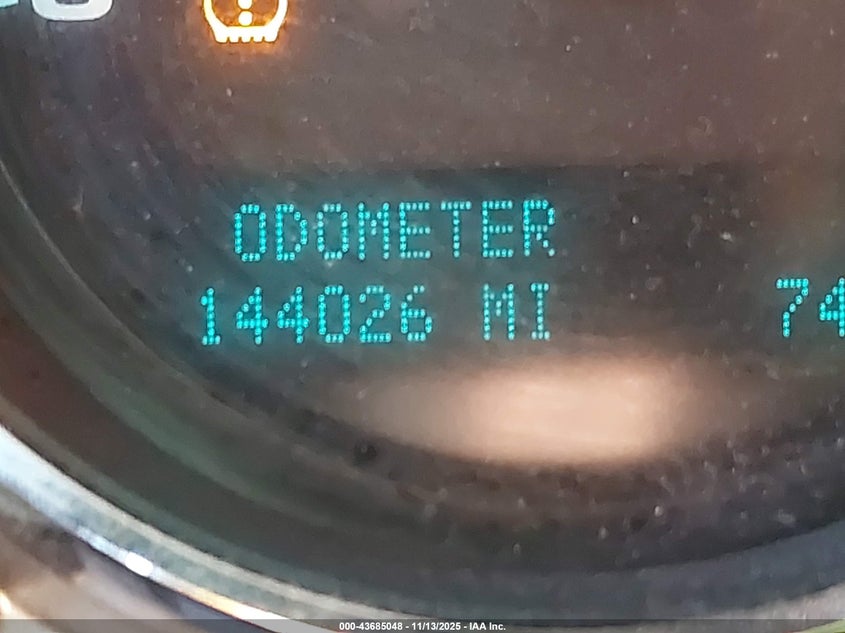 ODOMETER
144026 MI 74
000-43685048 - 11/13/2025 - IAA Inc.